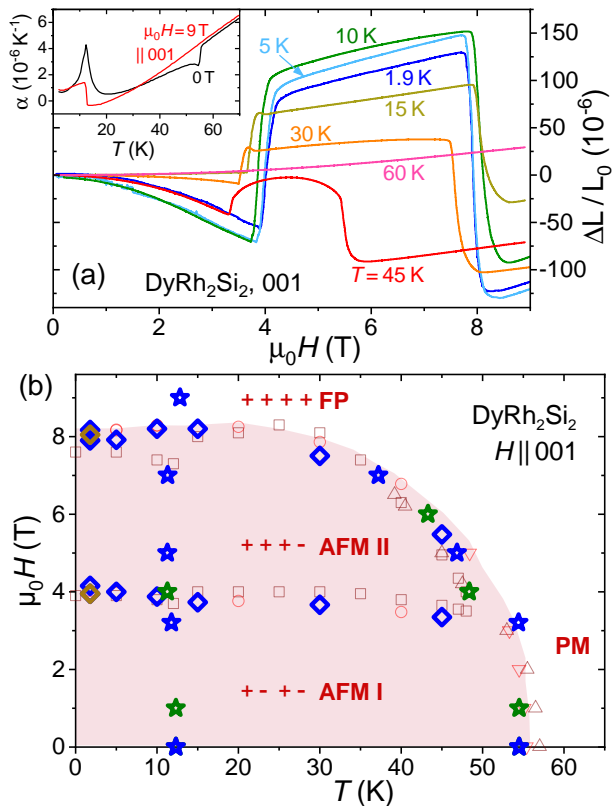 6
μ₀H = 9 T
|| 001
0 T
4
2
0
α (10⁻⁶ K⁻¹)
0 20 40 60
T (K)
10 K
5 K
1.9 K
15 K
30 K
60 K
T = 45 K
150
100
50
0
-50
-100
ΔL / L₀ (10⁻⁶)
(a)
DyRh₂Si₂, 001
0 2 4 6 8
μ₀H (T)
(b)
+ + + + FP
DyRh₂Si₂
H || 001
+ + + - AFM II
PM
+ - + - AFM I
8
6
4
2
0
μ₀H (T)
0 10 20 30 40 50 60
T (K)